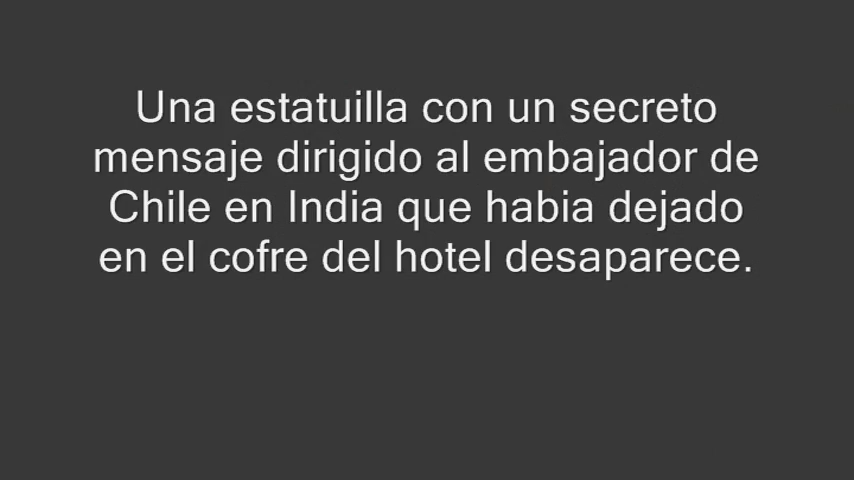 Una estatuilla con un secreto
mensaje dirigido al embajador de
Chile en India que habia dejado
en el cofre del hotel desaparece.